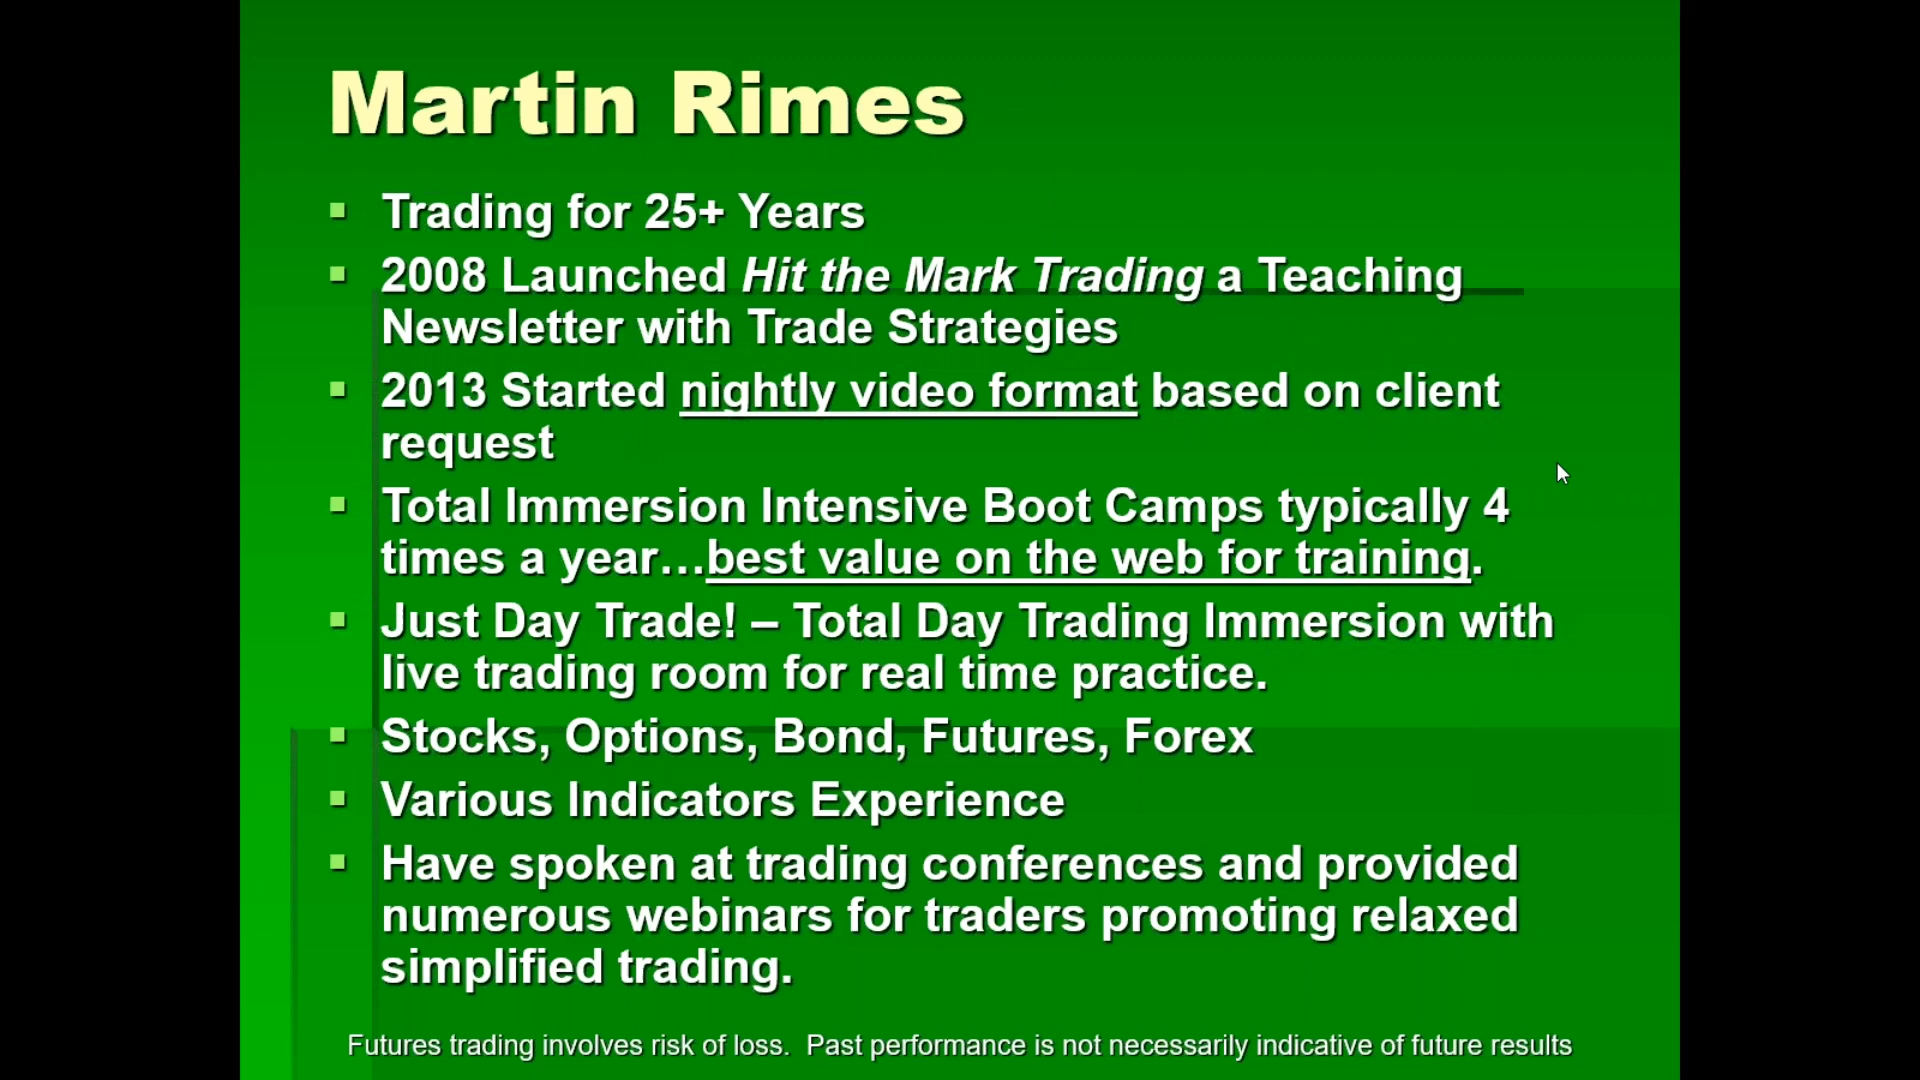 Martin Rimes
Trading for 25+ Years
2008 Launched Hit the Mark Trading a Teaching
Newsletter with Trade Strategies
2013 Started nightly video format based on client
request
Total Immersion Intensive Boot Camps typically 4
times a year…best value on the web for training.
Just Day Trade! – Total Day Trading Immersion with
live trading room for real time practice.
Stocks, Options, Bond, Futures, Forex
Various Indicators Experience
Have spoken at trading conferences and provided
numerous webinars for traders promoting relaxed
simplified trading.
Futures trading involves risk of loss.  Past performance is not necessarily indicative of future results